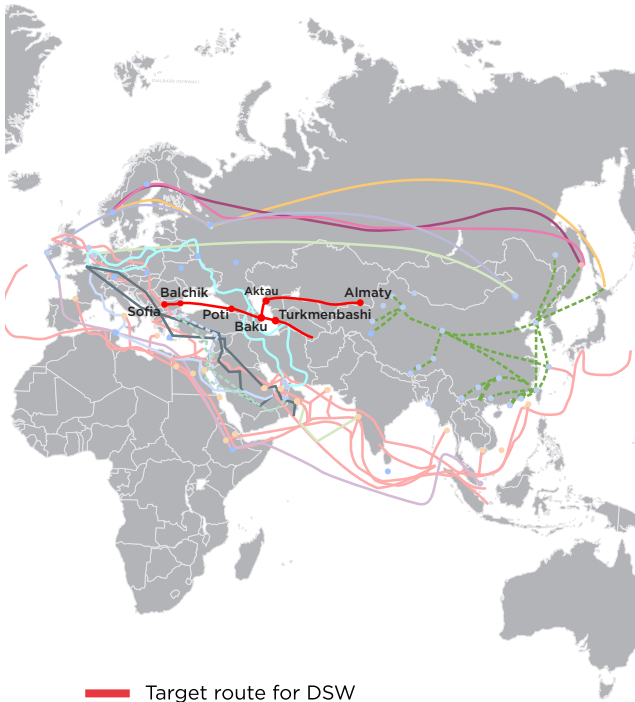 Balchik
Aktau
Almaty
Sofia
Poti
Turkmenbashi
Baku
Target route for DSW